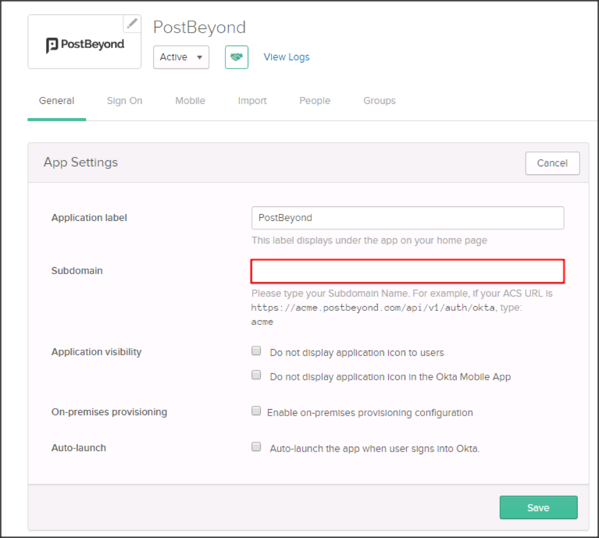 PostBeyond
PostBeyond
Active
View Logs
General Sign On Mobile Import People Groups
App Settings
Cancel
Application label
PostBeyond
This label displays under the app on your home page
Subdomain
Please type your Subdomain Name. For example, if your ACS URL is
https://acme.postbeyond.com/api/v1/auth/okta, type:
acme
Application visibility
Do not display application icon to users
Do not display application icon in the Okta Mobile App
On-premises provisioning
Enable on-premises provisioning configuration
Auto-launch
Auto-launch the app when user signs into Okta.
Save